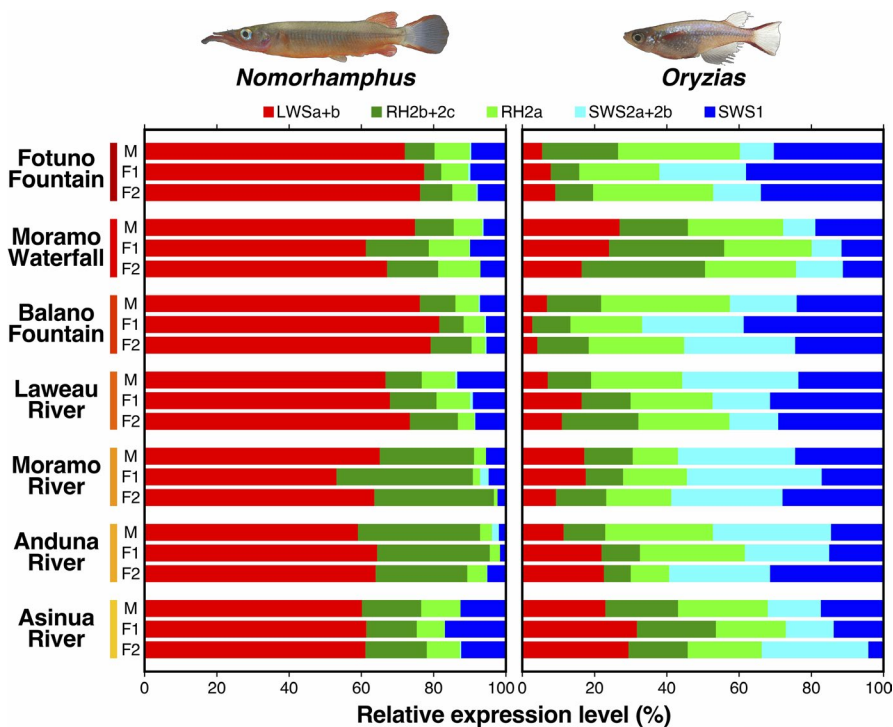 Nomorhamphus
Oryzias
LWSa+b RH2b+2c RH2a SWS2a+2b SWS1
Fotuno
Fountain
M
F1
F2
Moramo
Waterfall
M
F1
F2
Balano
Fountain
M
F1
F2
Laweau
River
M
F1
F2
Moramo
River
M
F1
F2
Anduna
River
M
F1
F2
Asinua
River
M
F1
F2
0 20 40 60 80 100 0 20 40 60 80 100
Relative expression level (%)